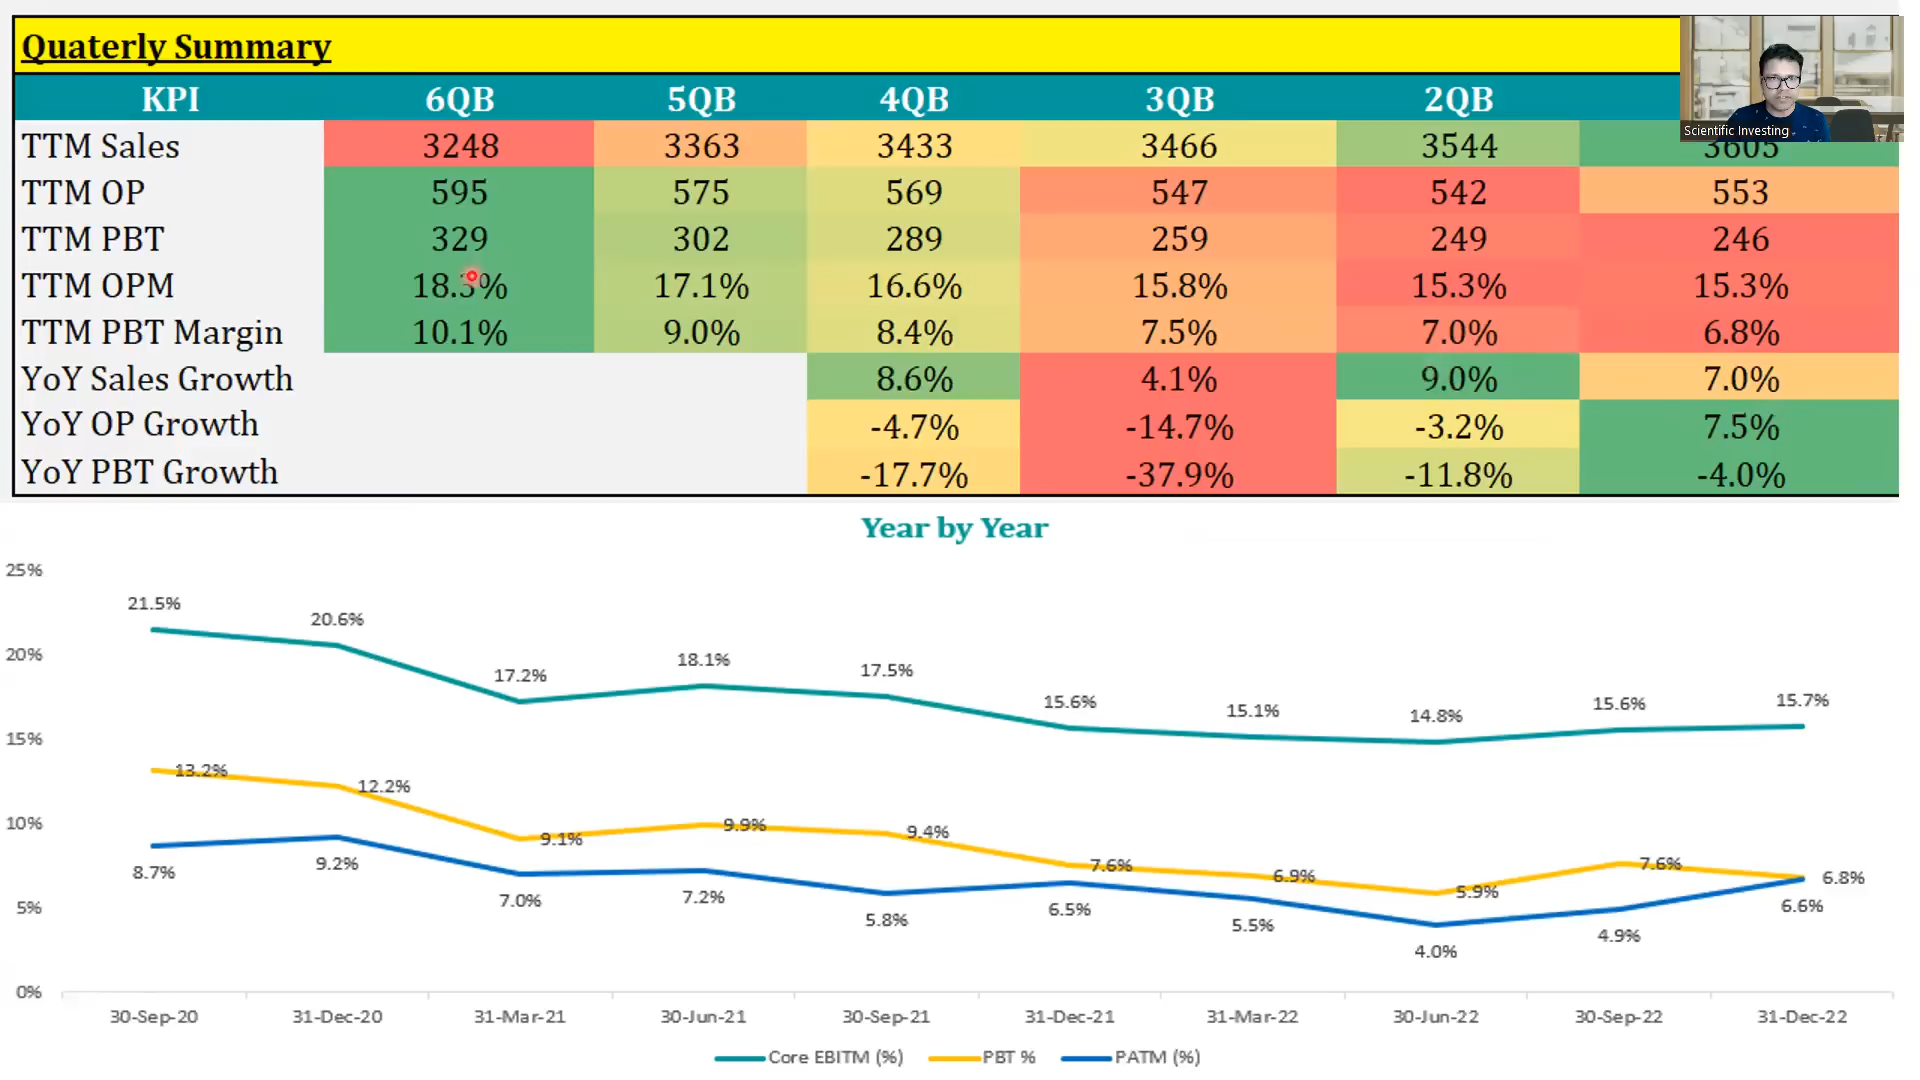 Quaterly Summary
KPI 6QB 5QB 4QB 3QB 2QB
Scientific Investing
TTM Sales 3248 3363 3433 3466 3544 3605
TTM OP 595 575 569 547 542 553
TTM PBT 329 302 289 259 249 246
TTM OPM 18.3% 17.1% 16.6% 15.8% 15.3% 15.3%
TTM PBT Margin 10.1% 9.0% 8.4% 7.5% 7.0% 6.8%
YoY Sales Growth 8.6% 4.1% 9.0% 7.0%
YoY OP Growth -4.7% -14.7% -3.2% 7.5%
YoY PBT Growth -17.7% -37.9% -11.8% -4.0%
Year by Year
25%
20%
15%
10%
5%
0%
21.5% 20.6% 17.2% 18.1% 17.5% 15.6% 15.1% 14.8% 15.6% 15.7%
13.2% 12.2% 9.1% 9.9% 9.4% 7.6% 6.9% 5.9% 7.6% 6.8%
8.7% 9.2% 7.0% 7.2% 5.8% 6.5% 5.5% 4.0% 4.9% 6.6%
30-Sep-20 31-Dec-20 31-Mar-21 30-Jun-21 30-Sep-21 31-Dec-21 31-Mar-22 30-Jun-22 30-Sep-22 31-Dec-22
Core EBITM (%) PBT % PATM (%)